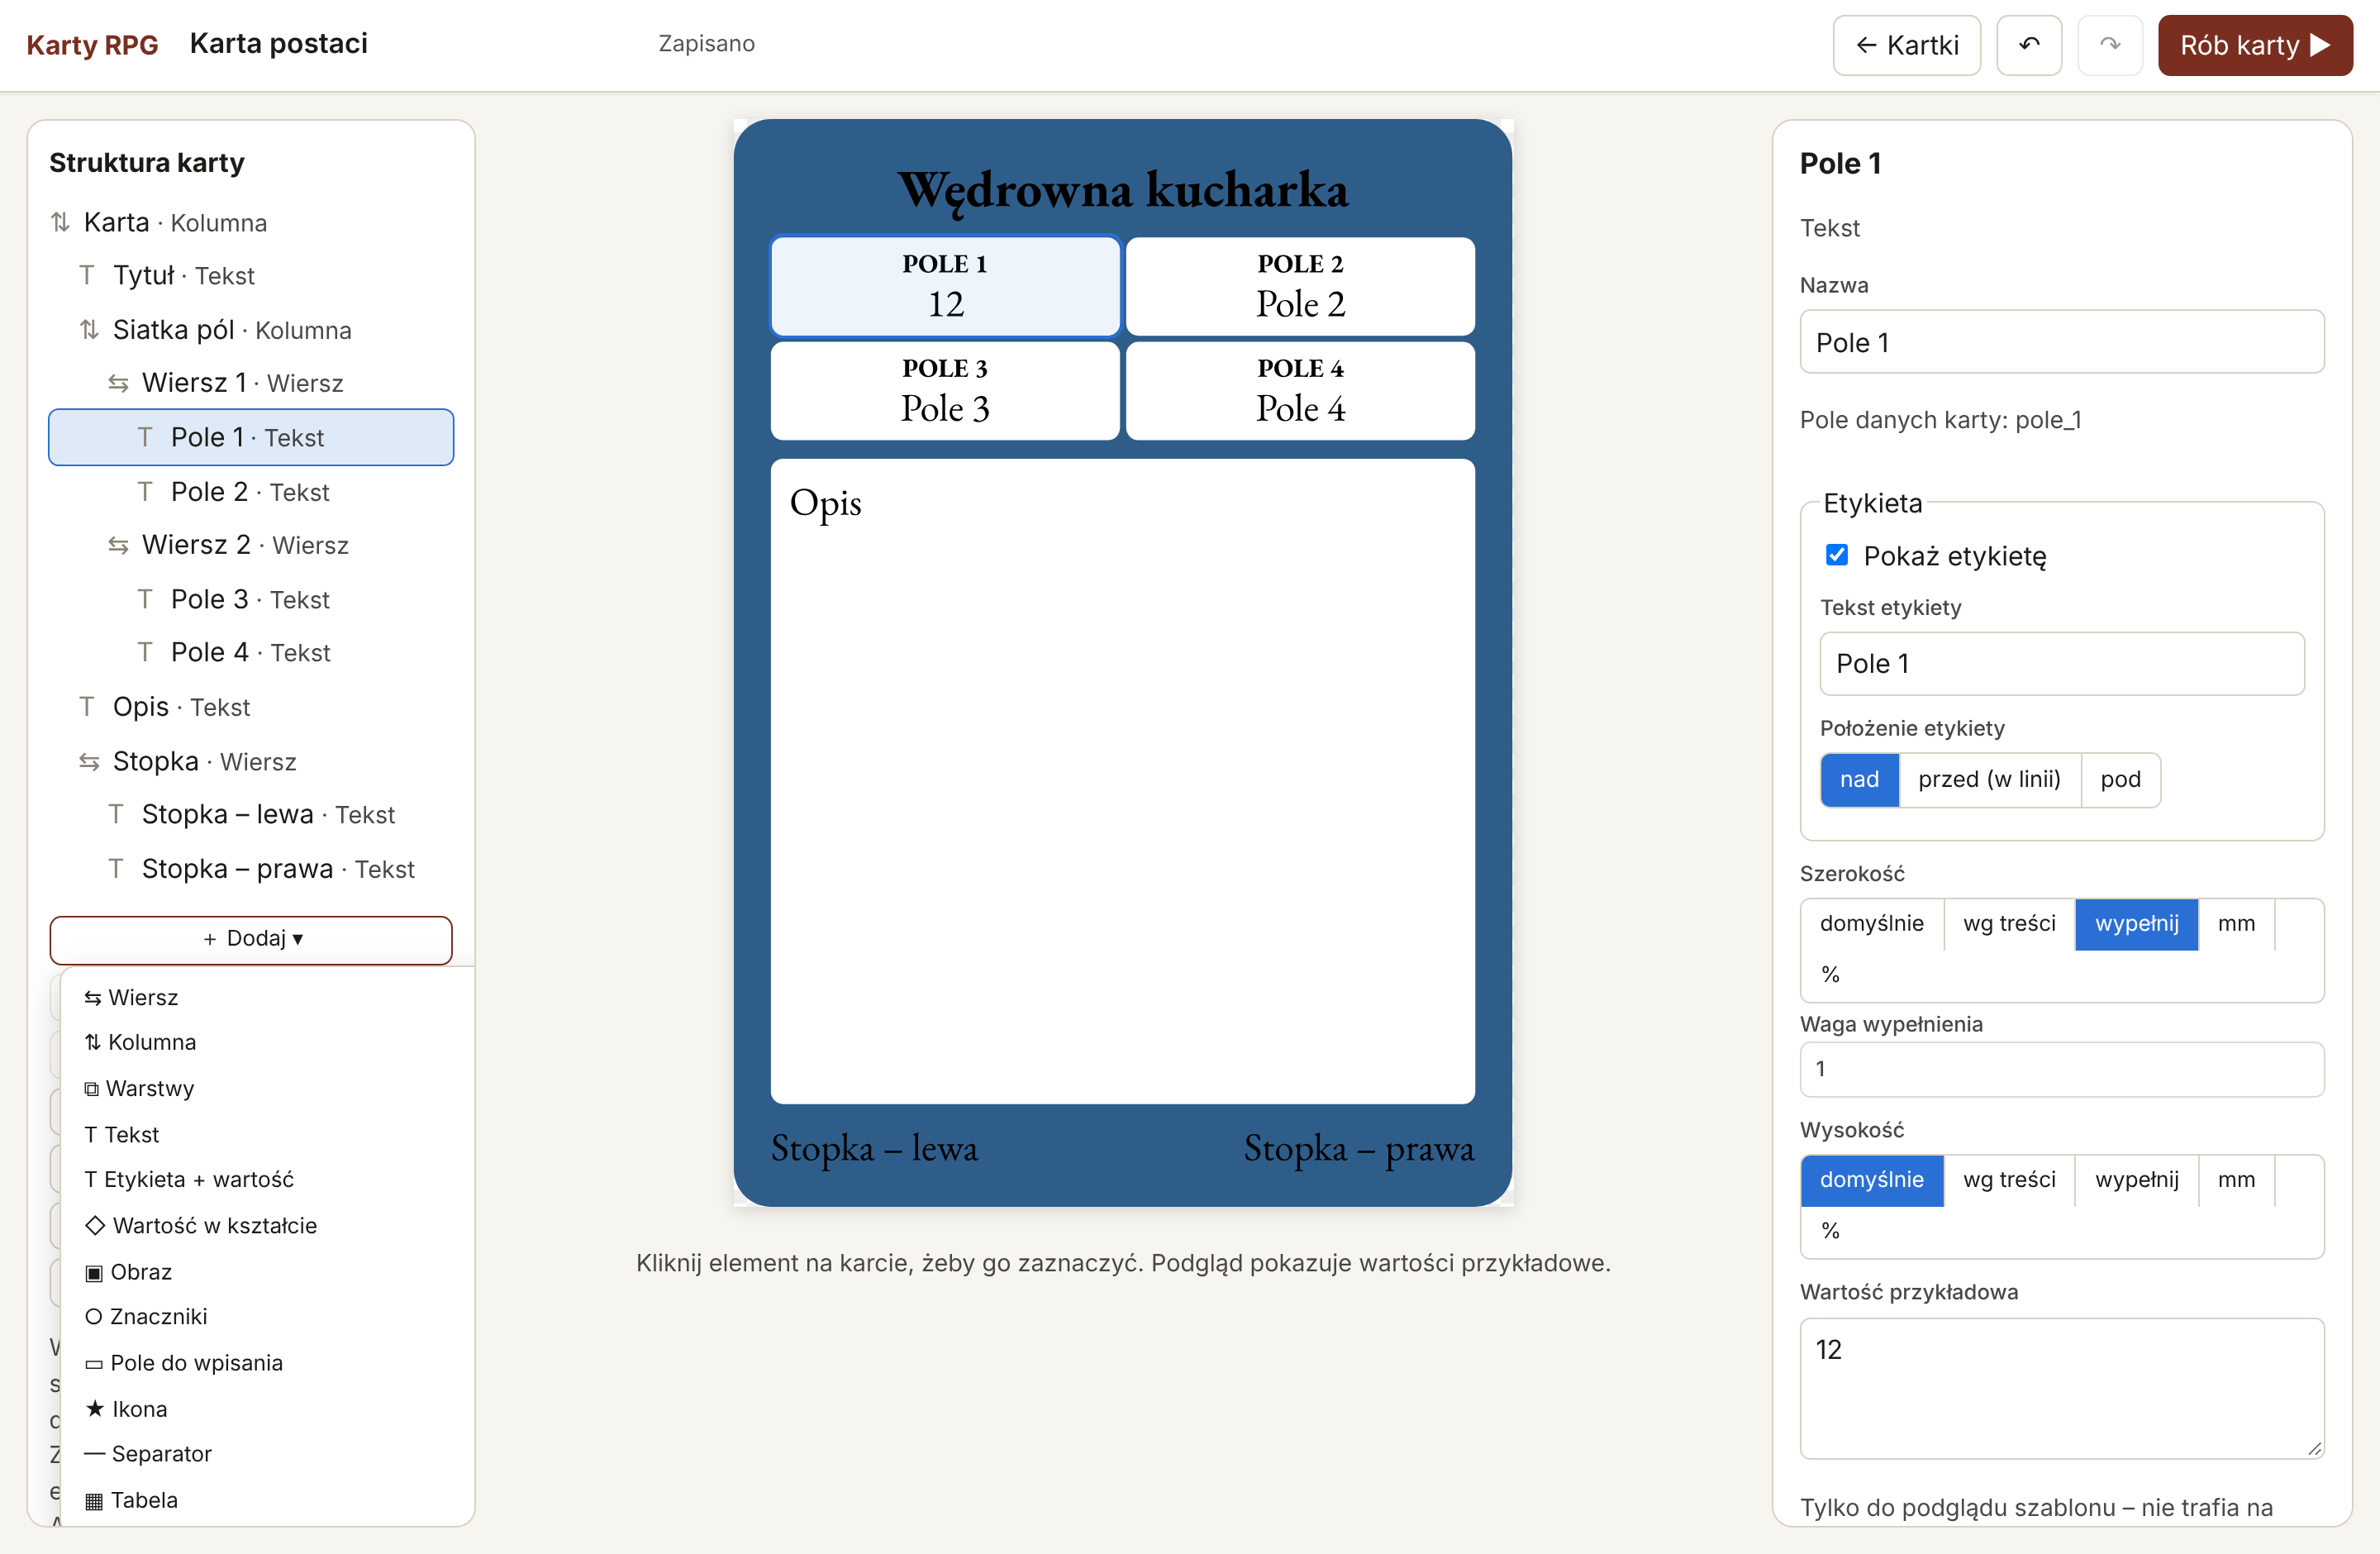 Karty RPG Karta postaci Zapisano ← Kartki ↶ ↷ Rób karty ▶
Struktura karty
⇅ Karta · Kolumna
T Tytuł · Tekst
⇅ Siatka pól · Kolumna
⇆ Wiersz 1 · Wiersz
T Pole 1 · Tekst
T Pole 2 · Tekst
⇆ Wiersz 2 · Wiersz
T Pole 3 · Tekst
T Pole 4 · Tekst
T Opis · Tekst
⇆ Stopka · Wiersz
T Stopka – lewa · Tekst
T Stopka – prawa · Tekst
+ Dodaj ▾
⇆ Wiersz
⇅ Kolumna
⧉ Warstwy
T Tekst
T Etykieta + wartość
◇ Wartość w kształcie
▣ Obraz
○ Znaczniki
▭ Pole do wpisania
★ Ikona
— Separator
▦ Tabela
Wędrowna kucharka
POLE 1
12
POLE 2
Pole 2
POLE 3
Pole 3
POLE 4
Pole 4
Opis
Stopka – lewa
Stopka – prawa
Kliknij element na karcie, żeby go zaznaczyć. Podgląd pokazuje wartości przykładowe.
Pole 1
Tekst
Nazwa
Pole 1
Pole danych karty: pole_1
Etykieta
Pokaż etykietę
Tekst etykiety
Pole 1
Położenie etykiety
nad przed (w linii) pod
Szerokość
domyślnie wg treści wypełnij mm
%
Waga wypełnienia
1
Wysokość
domyślnie wg treści wypełnij mm
%
Wartość przykładowa
12
Tylko do podglądu szablonu – nie trafia na